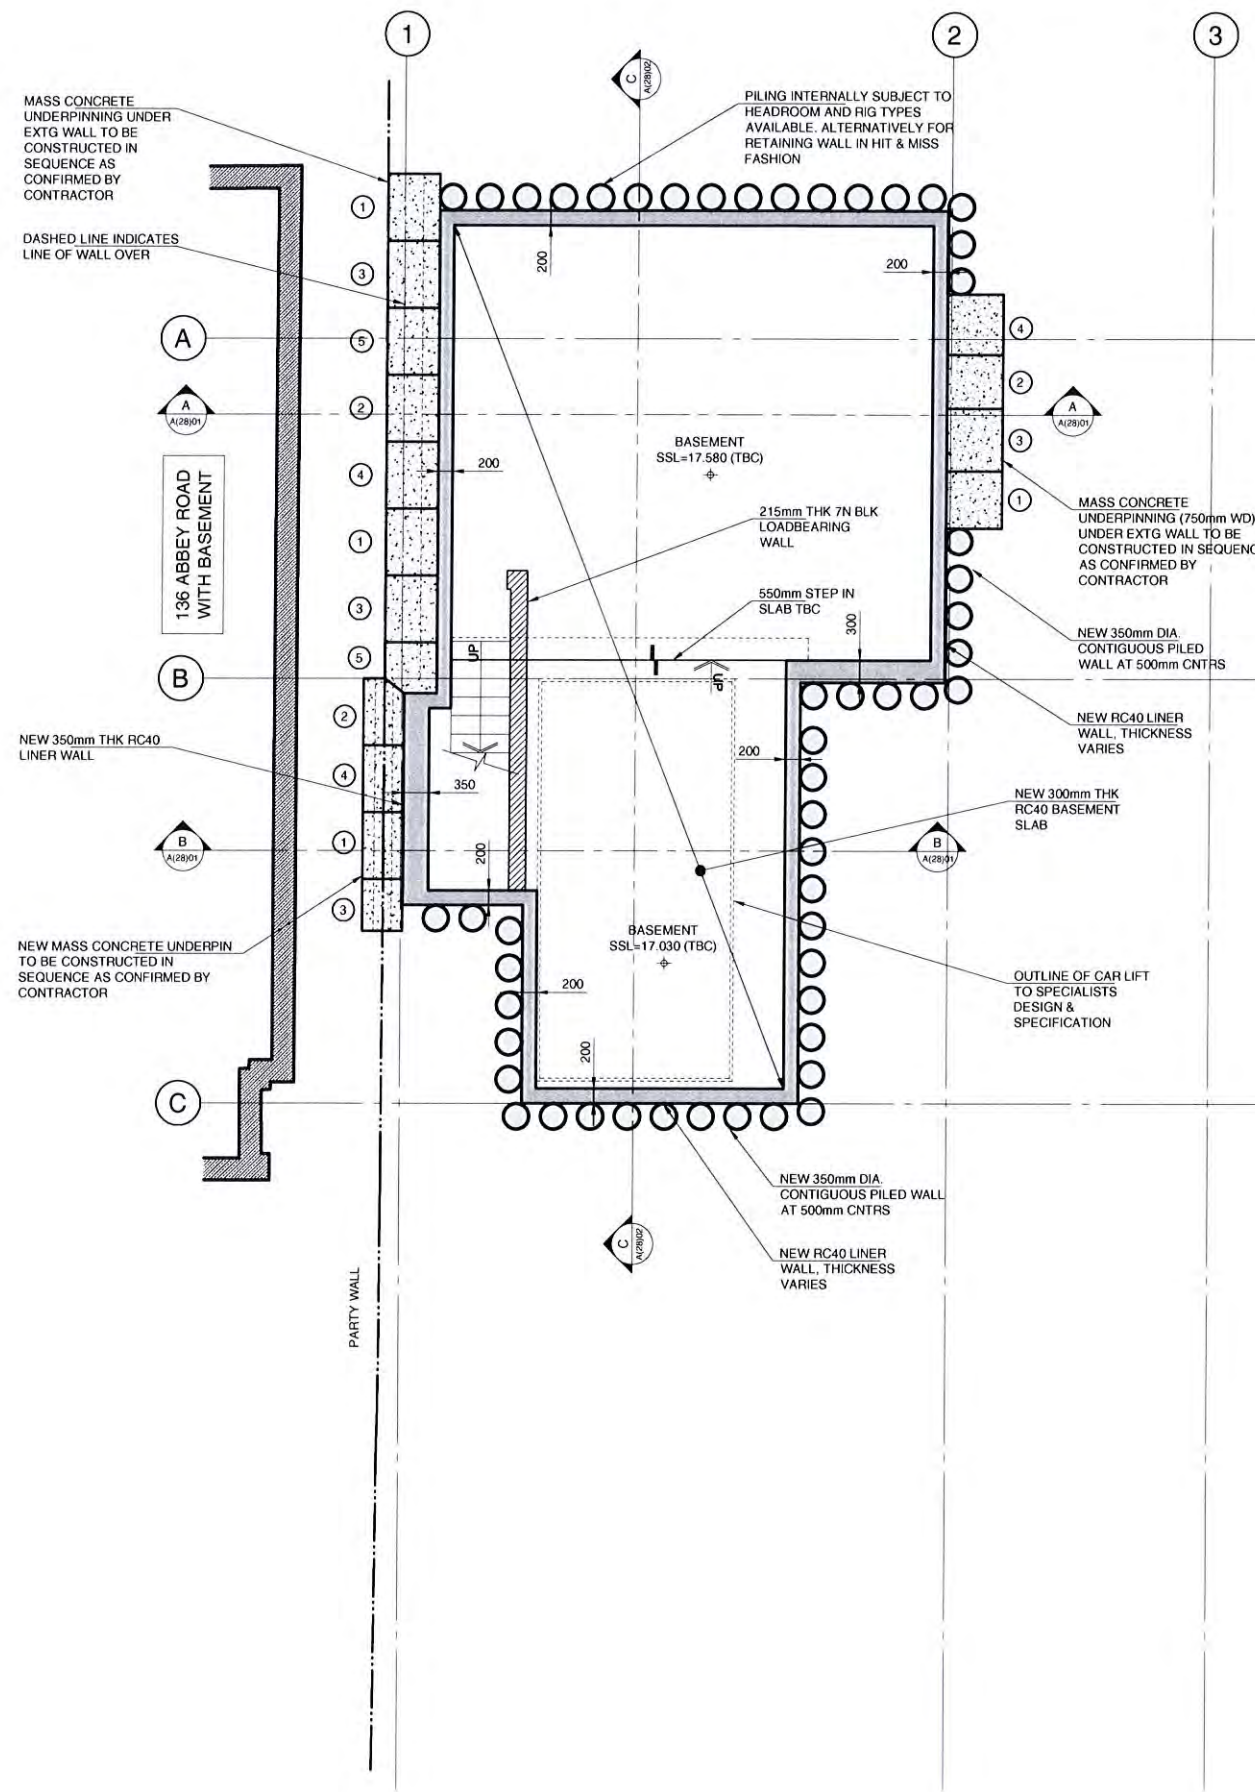 1
2
3
C
A(28)02
MASS CONCRETE
UNDERPINNING UNDER
EXTG WALL TO BE
CONSTRUCTED IN
SEQUENCE AS
CONFIRMED BY
CONTRACTOR
PILING INTERNALLY SUBJECT TO
HEADROOM AND RIG TYPES
AVAILABLE. ALTERNATIVELY FOR
RETAINING WALL IN HIT & MISS
FASHION
DASHED LINE INDICATES
LINE OF WALL OVER
1
3
5
2
4
1
3
5
2
4
1
3
200
200
4
2
3
1
A
A
A(28)01
A
A(28)01
136 ABBEY ROAD
WITH BASEMENT
BASEMENT
SSL=17.580 (TBC)
200
215mm THK 7N BLK
LOADBEARING
WALL
MASS CONCRETE
UNDERPINNING (750mm WD)
UNDER EXTG WALL TO BE
CONSTRUCTED IN SEQUENC
AS CONFIRMED BY
CONTRACTOR
550mm STEP IN
SLAB TBC
300
UP
UP
B
NEW 350mm DIA.
CONTIGUOUS PILED
WALL AT 500mm CNTRS
NEW 350mm THK RC40
LINER WALL
NEW RC40 LINER
WALL, THICKNESS
VARIES
200
350
NEW 300mm THK
RC40 BASEMENT
SLAB
B
A(28)01
B
A(28)01
200
NEW MASS CONCRETE UNDERPIN
TO BE CONSTRUCTED IN
SEQUENCE AS CONFIRMED BY
CONTRACTOR
BASEMENT
SSL=17.030 (TBC)
200
OUTLINE OF CAR LIFT
TO SPECIALISTS
DESIGN &
SPECIFICATION
200
C
NEW 350mm DIA.
CONTIGUOUS PILED WALL
AT 500mm CNTRS
C
A(28)02
NEW RC40 LINER
WALL, THICKNESS
VARIES
PARTY WALL